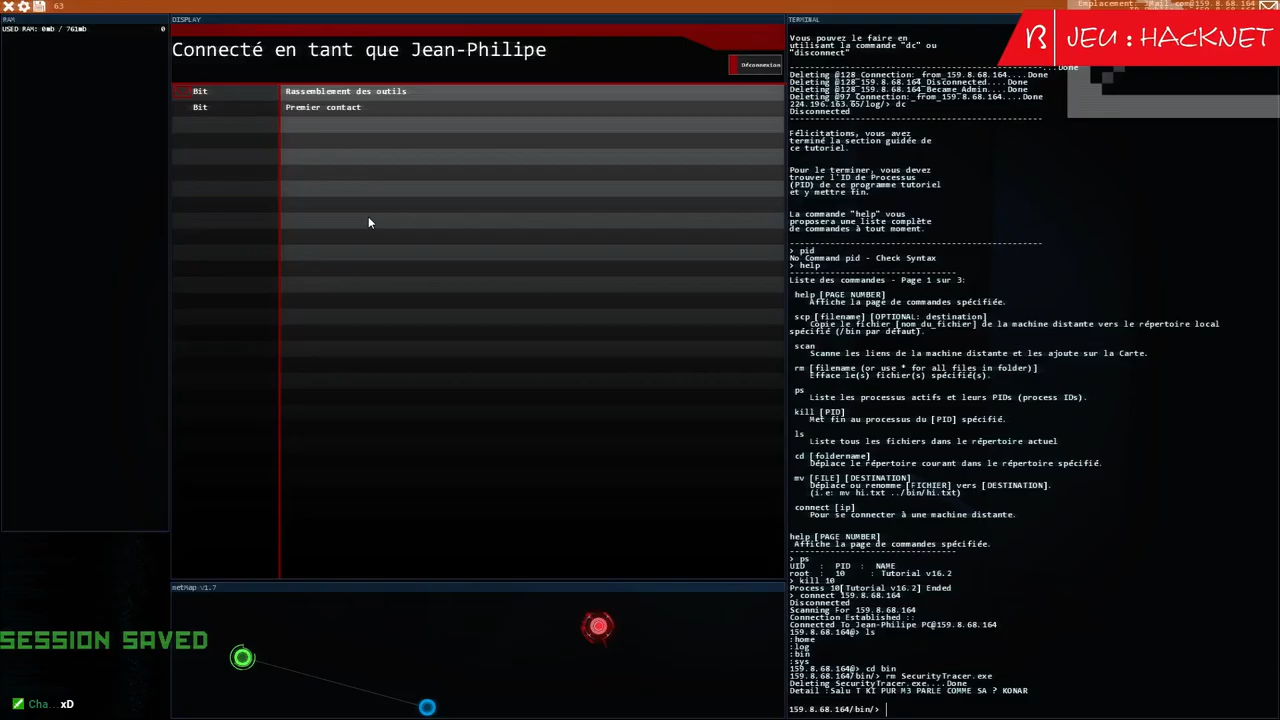 63
Emplacement
RAM
USED RAM: 0mb / 761mb
0
DISPLAY
Connecté en tant que Jean-Philipe
Déconnexion
Bit
Rassemblement des outils
Bit
Premier contact
netMap v1.7
SESSION SAVED
Cha...xD
B JEU : HACKNET
TERMINAL
Vous pouvez le faire en
utilisant la commande "dc" ou
"disconnect"
Deleting @128_Connection:_from_159.8.68.164....Done
Deleting @128_159.8.68.164_Disconnected....Done
Deleting @128_159.8.68.164_Became_Admin....Done
Deleting @97_Connection:_from_159.8.68.164....Done
224.196.163.65/log/> dc
Disconnected
Félicitations, vous avez
terminé la section guidée de
ce tutoriel.
Pour le terminer, vous devez
trouver l'ID de Processus
(PID) de ce programme tutoriel
et y mettre fin.
La commande "help" vous
proposera une liste complète
de commandes à tout moment.
> pid
No Command pid - Check Syntax
> help
Liste des commandes - Page 1 sur 3:
help [PAGE NUMBER]
Affiche la page de commandes spécifiée.
scp [filename] [OPTIONAL: destination]
Copie le fichier [nom_du_fichier] de la machine distante vers le répertoire local
spécifié (/bin par défaut).
scan
Scanne les liens de la machine distante et les ajoute sur la Carte.
rm [filename (or use * for all files in folder)]
Efface le(s) fichier(s) spécifié(s).
ps
Liste les processus actifs et leurs PIDs (process IDs).
kill [PID]
Met fin au processus du [PID] spécifié.
ls
Liste tous les fichiers dans le répertoire actuel
cd [foldername]
Déplace le répertoire courant dans le répertoire spécifié.
mv [FILE] [DESTINATION]
Déplace ou renomme [FICHIER] vers [DESTINATION].
(i.e: mv hi.txt ../bin/hi.txt)
connect [ip]
Pour se connecter à une machine distante.
help [PAGE NUMBER]
Affiche la page de commandes spécifiée.
> ps
UID : PID : NAME
root : 10 : Tutorial v16.2
> kill 10
Process 10[Tutorial v16.2] Ended
> connect 159.8.68.164
Disconnected
Scanning For 159.8.68.164
Connection Established ::
Connected To Jean-Philipe PC@159.8.68.164
159.8.68.164@> ls
:home
:log
:bin
:sys
159.8.68.164@> cd bin
159.8.68.164/bin/> rm SecurityTracer.exe
Deleting SecurityTracer.exe....Done
Detail :Salu T KI PUR M3 PARLE COMME SA ? KONAR
159.8.68.164/bin/>